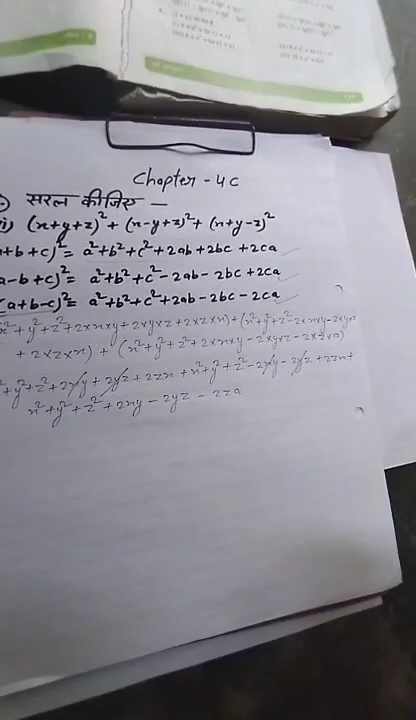 Chapter - 4C
सरल कीजिए —
(x+y+z)² + (x-y+z)² + (x+y-z)²
+b+c)² = a²+b²+c²+2ab+2bc+2ca
a-b+c)² = a²+b²+c²-2ab-2bc+2ca
(a+b-c)² = a²+b²+c²+2ab-2bc-2ca
x²+y²+z²+2×x×y+2×y×z+2×z×x)+(x²+y²+z²-2×x×y-2×y×z
+2×z×x) + (x²+y²+z²+2×x×y-2×y×z-2×z×x)
²+y²+z²+2xy+2yz+2zx+x²+y²+z²-2xy-2yz+2zx+
x²+y²+z²+2xy-2yz-2zx